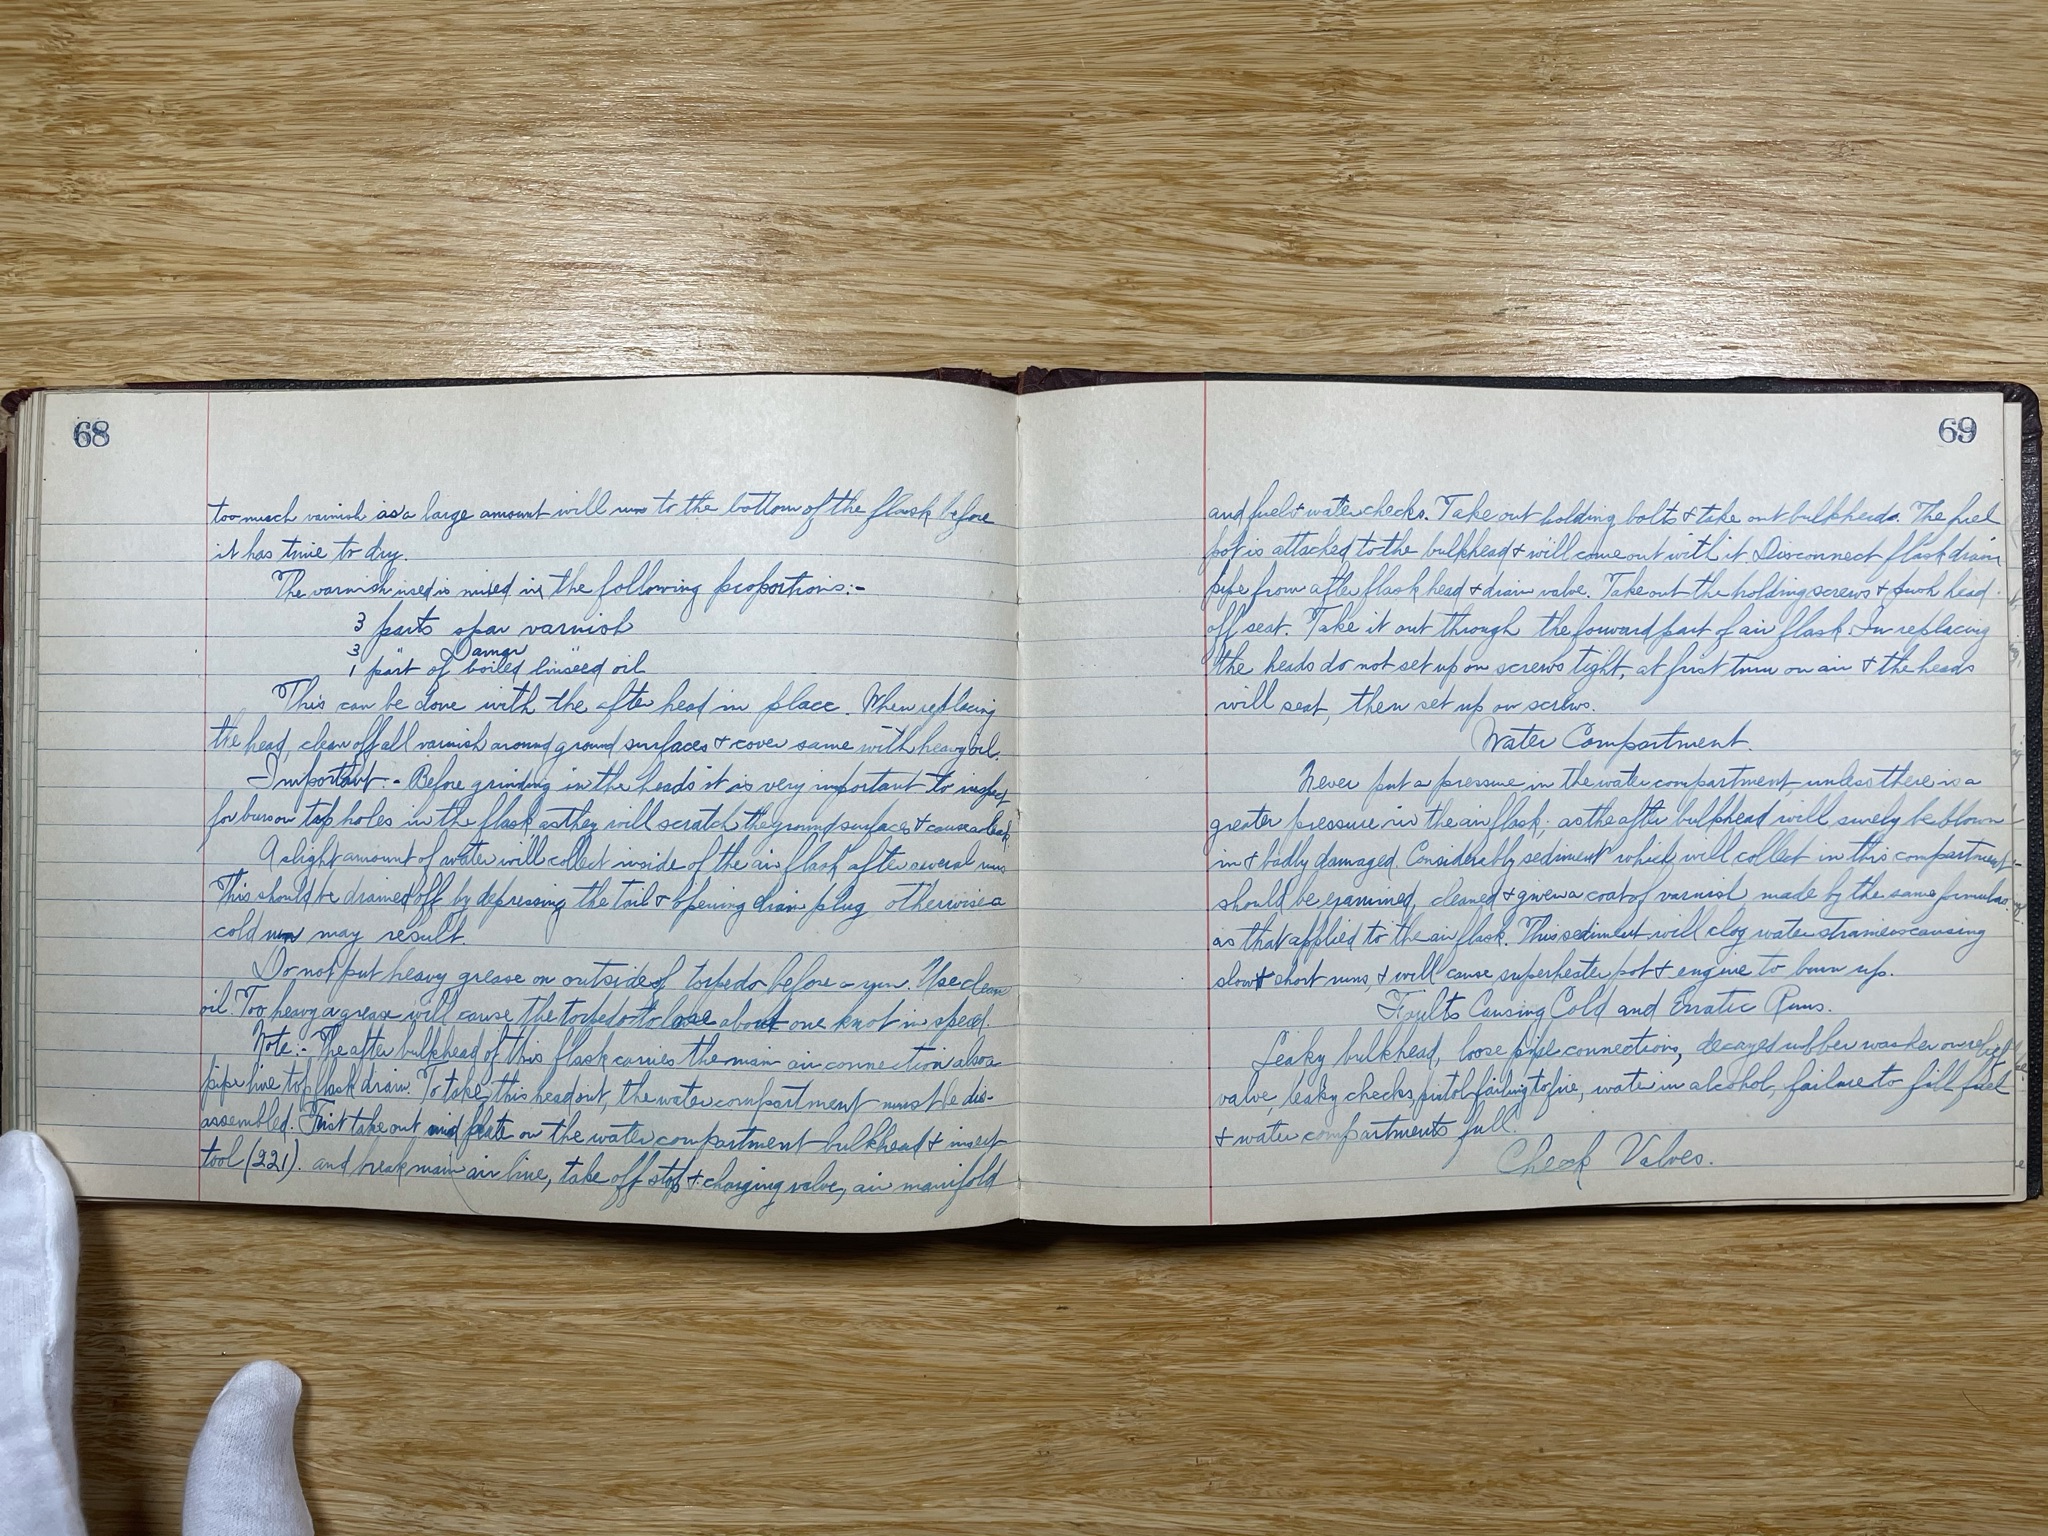 68
too much varnish as a large amount will run to the bottom of the flask before
it has time to dry.
The varnish used is mixed in the following proportions:-
3 parts spar varnish
3 " Damar "
1 part of boiled linseed oil
This can be done with the after head in place. When replacing
the head, clean off all varnish around ground surfaces & cover same with heavy oil.
Important:- Before grinding in the heads it is very important to inspect
for burs on tap holes in the flask as they will scratch the ground surfaces & cause a leak.
A slight amount of water will collect inside of the air flask after several runs
This should be drained off by depressing the tail & opening drain plug otherwise a
cold run may result.
Do not put heavy grease on outside of torpedo before a run. Use clean
oil. Too heavy a grease will cause the torpedo to lose about one knot in speed.
Note:- The after bulkhead of this flask carries the main air connection also a
pipe line to flask drain. To take this head out, the water compartment must be dis-
assembled. First take out plate on the water compartment bulkhead & insert
tool (221). and break main air line, take off stop & charging valve, air manifold
69
and fuel & water checks. Take out holding bolts & take out bulkheads. The fuel
pot is attached to the bulkhead & will come out with it. Disconnect flask drain
pipe from after flask head & drain valve. Take out the holding screws & push head
off seat. Take it out through the forward part of air flask. In replacing
the heads do not set up on screws tight, at first turn on air & the heads
will seat, then set up on screws.
Water Compartment.
Never put a pressure in the water compartment unless there is a
greater pressure in the air flask; as the after bulkhead will surely be blown
in & badly damaged. Considerably sediment which will collect in this compartment
should be examined, cleaned & given a coat of varnish made by the same formula
as that applied to the air flask. This sediment will clog water strainers causing
slow & short runs, & will cause superheater pot & engine to burn up.
Faults Causing Cold and Erratic Runs.
Leaky bulkhead, loose pipe connections, decayed rubber washer on relief
valve, leaky checks, pistol failing to fire, water in alcohol, failure to fill fuel
& water compartments full.
Check Valves.